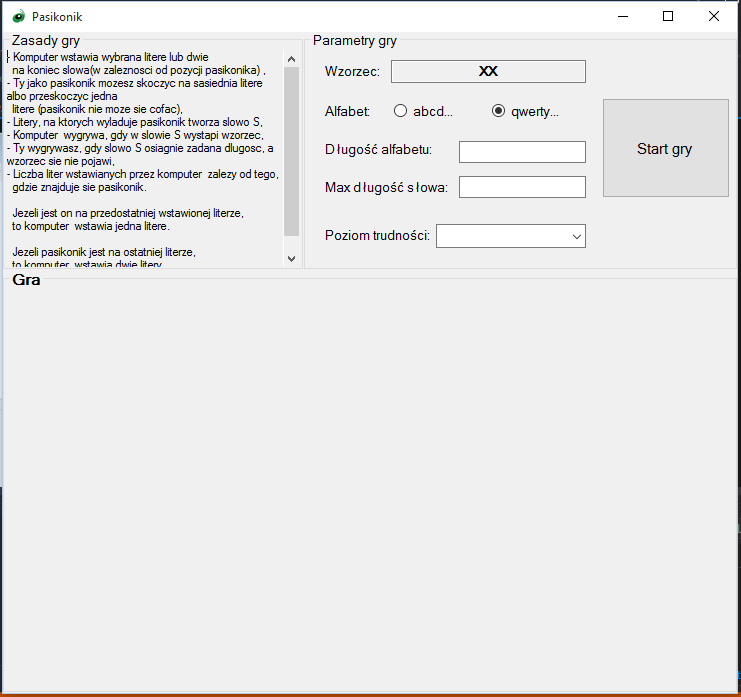 Pasikonik
Zasady gry
- Komputer wstawia wybrana litere lub dwie
na koniec slowa(w zaleznosci od pozycji pasikonika) ,
- Ty jako pasikonik mozesz skoczyc na sasiednia litere
albo przeskoczyc jedna
litere (pasikonik nie moze sie cofac),
- Litery, na ktorych wyladuje pasikonik tworza slowo S,
- Komputer wygrywa, gdy w slowie S wystapi wzorzec,
- Ty wygrywasz, gdy slowo S osiagnie zadana dlugosc, a
wzorzec sie nie pojawi,
- Liczba liter wstawianych przez komputer zalezy od tego,
gdzie znajduje sie pasikonik.
Jezeli jest on na przedostatniej wstawionej literze,
to komputer wstawia jedna litere.
Jezeli pasikonik jest na ostatniej literze,
to komputer wstawia dwie litery
Parametry gry
Wzorzec:
XX
Alfabet:
abcd...
qwerty...
Długość alfabetu:
Max długość słowa:
Poziom trudności:
Start gry
Gra